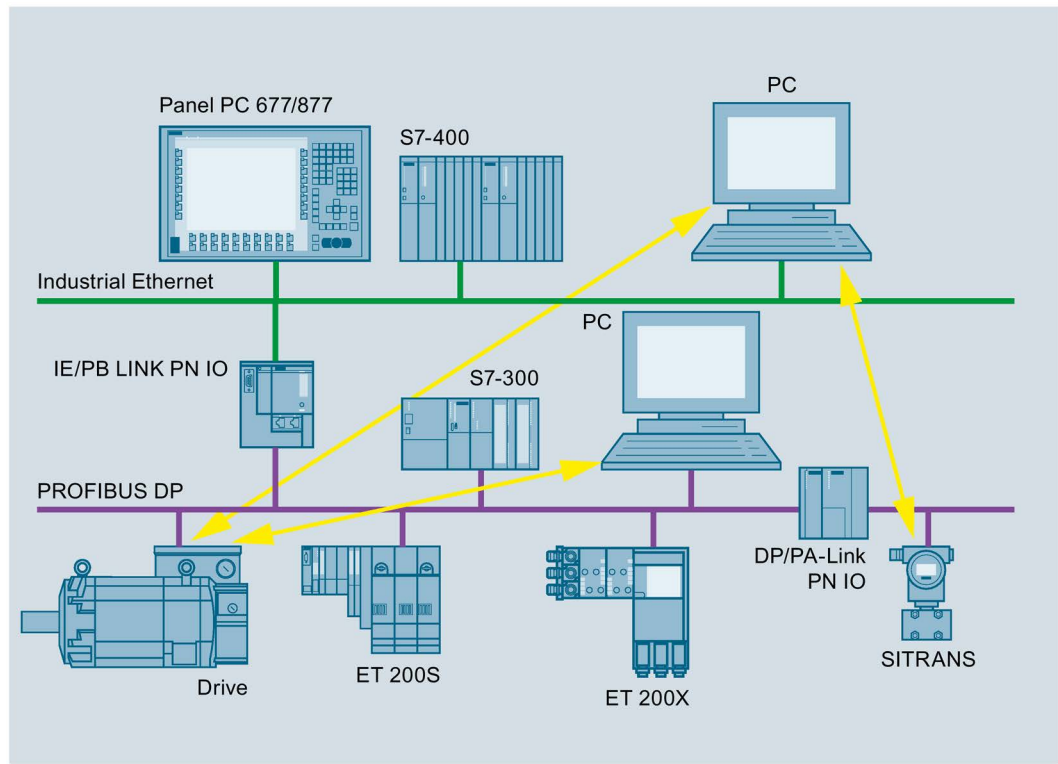 Panel PC 677/877
S7-400
PC
Industrial Ethernet
PC
IE/PB LINK PN IO
S7-300
PROFIBUS DP
DP/PA-Link
PN IO
Drive
ET 200S
ET 200X
SITRANS